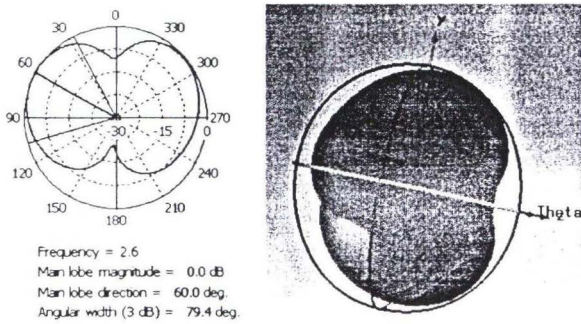 0
30 330
60 300
90 30 -15 0 270
120 240
150 210
180
Frequency = 2.6
Main lobe magnitude = 0.0 dB
Main lobe direction = 60.0 deg.
Angular width (3 dB) = 79.4 deg.
Y
Theta